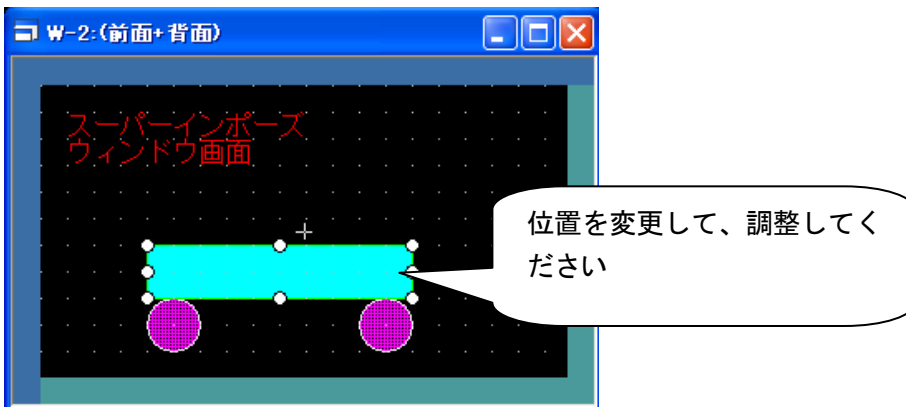 W-2:(前面+背面)
スーパーインポーズ
ウィンドウ画面
位置を変更して、調整してく
ださい